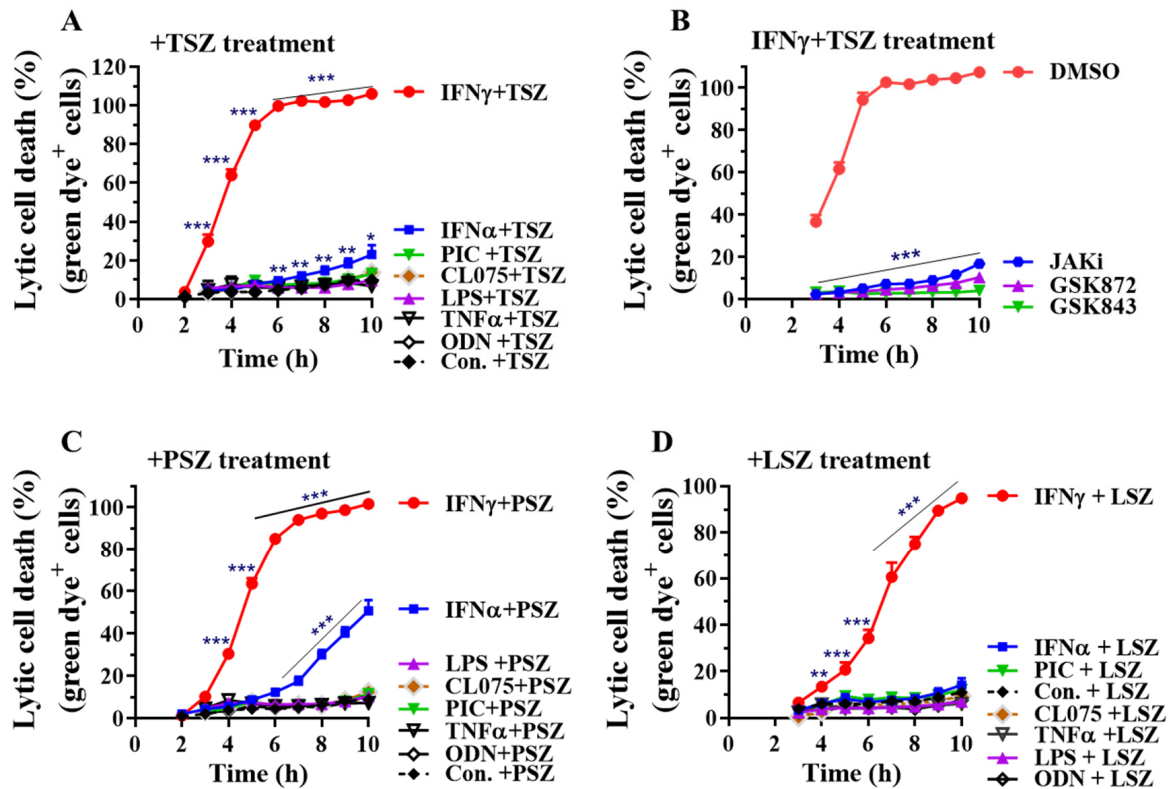 A
+TSZ treatment
Lytic cell death (%)
(green dye+ cells)
120
100
80
60
40
20
0
0 2 4 6 8 10
Time (h)
***
***
***
***
** ** ** ** *
IFNγ+TSZ
IFNα+TSZ
PIC +TSZ
CL075+TSZ
LPS+TSZ
TNFα+TSZ
ODN +TSZ
Con. +TSZ
B
IFNγ+TSZ treatment
Lytic cell death (%)
(green dye+ cells)
100
80
60
40
20
0
0 2 4 6 8 10
Time (h)
***
DMSO
JAKi
GSK872
GSK843
C
+PSZ treatment
Lytic cell death (%)
(green dye+ cells)
100
80
60
40
20
0
0 2 4 6 8 10
Time (h)
***
***
***
***
IFNγ+PSZ
IFNα+PSZ
LPS +PSZ
CL075+PSZ
PIC+PSZ
TNFα+PSZ
ODN+PSZ
Con. +PSZ
D
+LSZ treatment
Lytic cell death (%)
(green dye+ cells)
100
80
60
40
20
0
0 1 2 3 4 5 6 7 8 9 10
Time (h)
***
***
***
**
IFNγ + LSZ
IFNα + LSZ
PIC + LSZ
Con. + LSZ
CL075 +LSZ
TNFα +LSZ
LPS + LSZ
ODN + LSZ